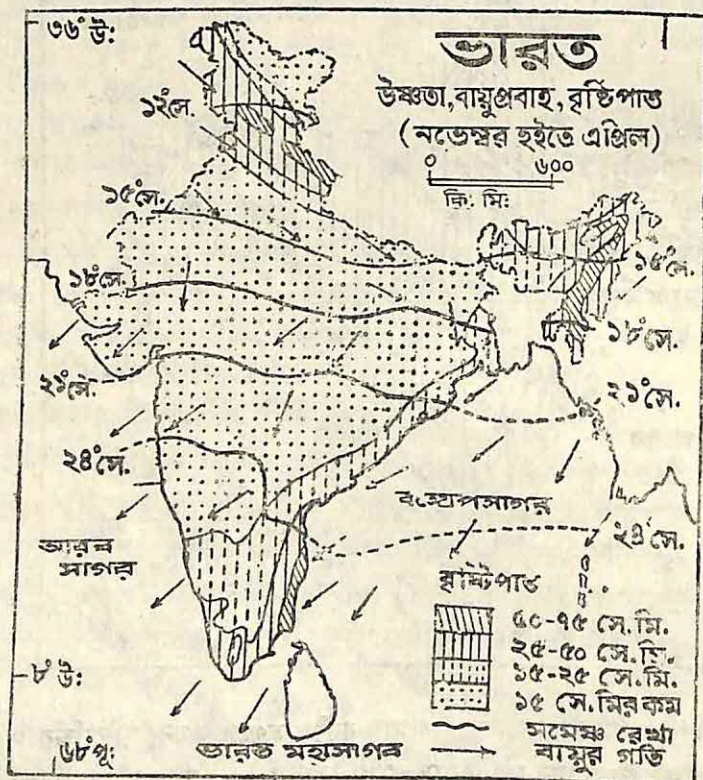 ৩৬° উঃ
ভারত
উষ্ণতা, বায়ুপ্রবাহ, বৃষ্টিপাত
(নভেম্বর হইতে এপ্রিল)
০ ৬০০
কিঃ মিঃ
১২°সে.
১৫°সে.
১৮°সে.
২১°সে.
২৪°সে.
১৫°সে.
১৮°সে.
২১°সে.
২৪°সে.
বংগোপসাগর
আরব
সাগর
বৃষ্টিপাত
৫০-৭৫ সে.মি.
২৫-৫০ সে.মি.
১৫-২৫ সে.মি.
১৫ সে.মির কম
সমোষ্ণ রেখা
বায়ুর গতি
৮° উঃ
৬৮° পূঃ
ভারত মহাসাগর